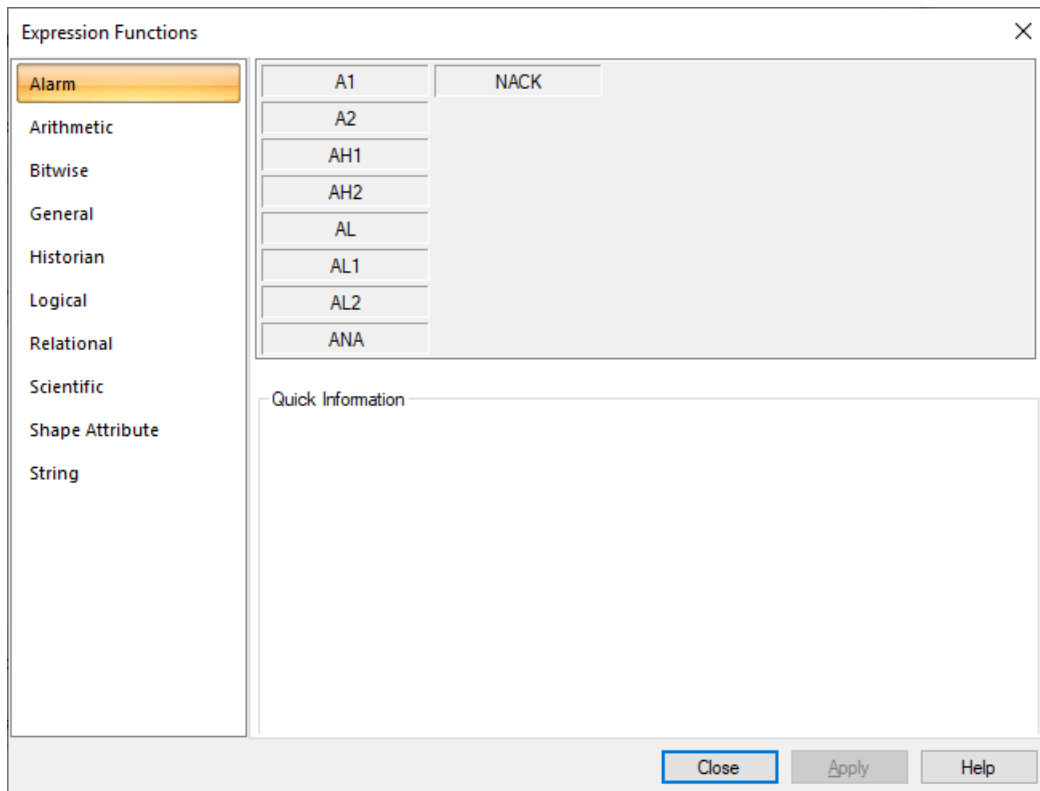 Expression Functions
Alarm
Arithmetic
Bitwise
General
Historian
Logical
Relational
Scientific
Shape Attribute
String
A1 NACK
A2
AH1
AH2
AL
AL1
AL2
ANA
Quick Information
Close Apply Help